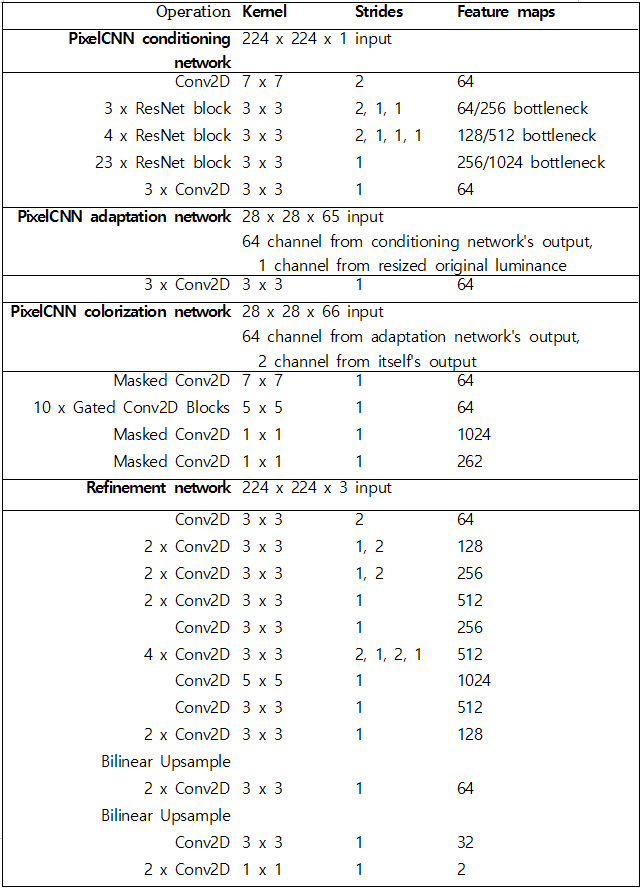 Operation Kernel Strides Feature maps
PixelCNN conditioning 224 x 224 x 1 input
network
Conv2D 7 x 7 2 64
3 x ResNet block 3 x 3 2, 1, 1 64/256 bottleneck
4 x ResNet block 3 x 3 2, 1, 1, 1 128/512 bottleneck
23 x ResNet block 3 x 3 1 256/1024 bottleneck
3 x Conv2D 3 x 3 1 64
PixelCNN adaptation network 28 x 28 x 65 input
64 channel from conditioning network's output,
1 channel from resized original luminance
3 x Conv2D 3 x 3 1 64
PixelCNN colorization network 28 x 28 x 66 input
64 channel from adaptation network's output,
2 channel from itself's output
Masked Conv2D 7 x 7 1 64
10 x Gated Conv2D Blocks 5 x 5 1 64
Masked Conv2D 1 x 1 1 1024
Masked Conv2D 1 x 1 1 262
Refinement network 224 x 224 x 3 input
Conv2D 3 x 3 2 64
2 x Conv2D 3 x 3 1, 2 128
2 x Conv2D 3 x 3 1, 2 256
2 x Conv2D 3 x 3 1 512
Conv2D 3 x 3 1 256
4 x Conv2D 3 x 3 2, 1, 2, 1 512
Conv2D 5 x 5 1 1024
Conv2D 3 x 3 1 512
2 x Conv2D 3 x 3 1 128
Bilinear Upsample
2 x Conv2D 3 x 3 1 64
Bilinear Upsample
Conv2D 3 x 3 1 32
2 x Conv2D 1 x 1 1 2